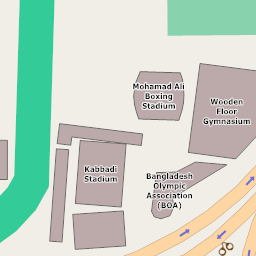 Mohamad Ali
Boxing
Stadium
Wooden
Floor
Gymnasium
Kabbadi
Stadium
Bangladesh
Olympic
Association
(BOA)